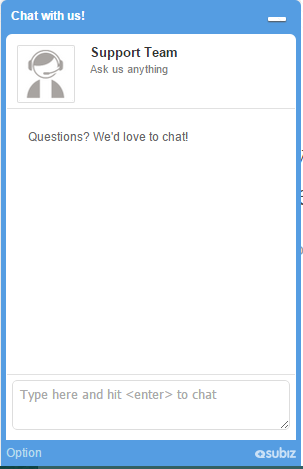 Chat with us!
Support Team
Ask us anything
Questions? We'd love to chat!
Type here and hit <enter> to chat
Option
subiz